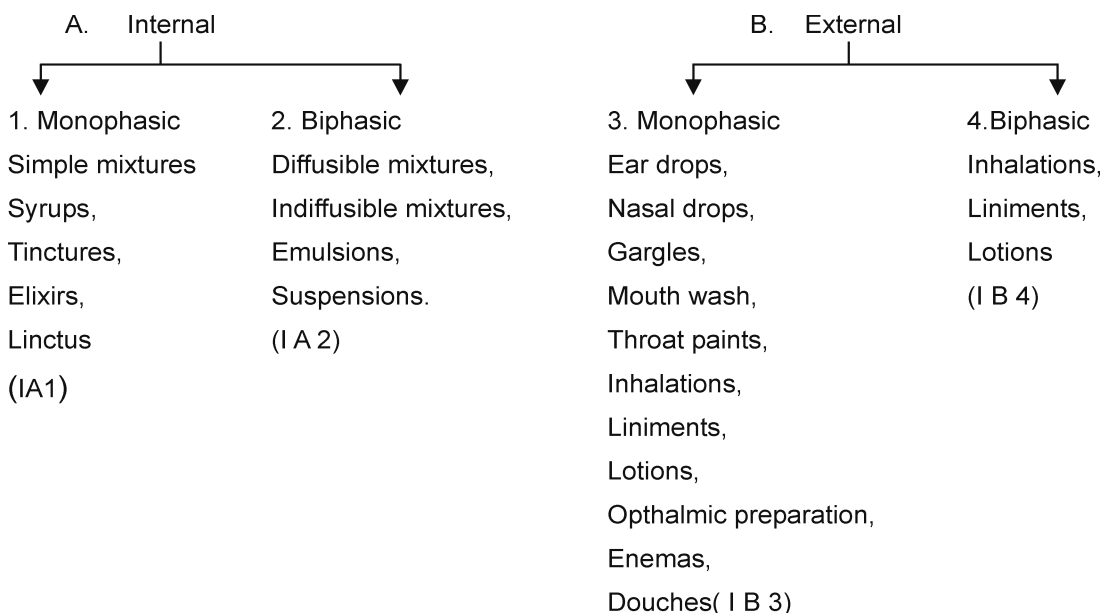 A. Internal
1. Monophasic
Simple mixtures
Syrups,
Tinctures,
Elixirs,
Linctus
(IA1)
2. Biphasic
Diffusible mixtures,
Indiffusible mixtures,
Emulsions,
Suspensions.
(I A 2)
B. External
3. Monophasic
Ear drops,
Nasal drops,
Gargles,
Mouth wash,
Throat paints,
Inhalations,
Liniments,
Lotions,
Opthalmic preparation,
Enemas,
Douches( I B 3)
4.Biphasic
Inhalations,
Liniments,
Lotions
(I B 4)